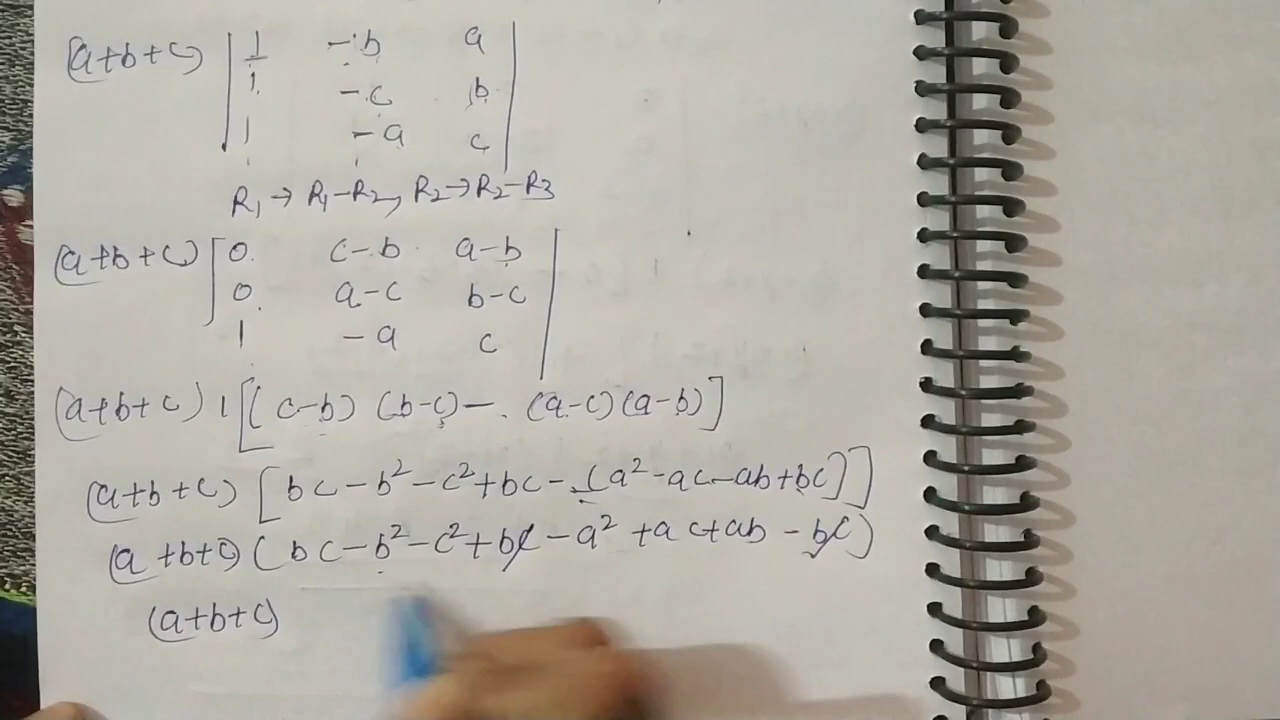 (a+b+c) | 1 -b a |
1 -c b
1 -a c
R₁ → R₁-R₂, R₂→R₂-R₃
(a+b+c) | 0 c-b a-b |
0 a-c b-c
1 -a c
(a+b+c) 1 [(c-b) (b-c) - (a-c)(a-b)]
(a+b+c) [bc-b²-c²+bc-(a²-ac-ab+bc)]
(a+b+c) (bc-b²-c²+bc-a²+ac+ab-bc)
(a+b+c)